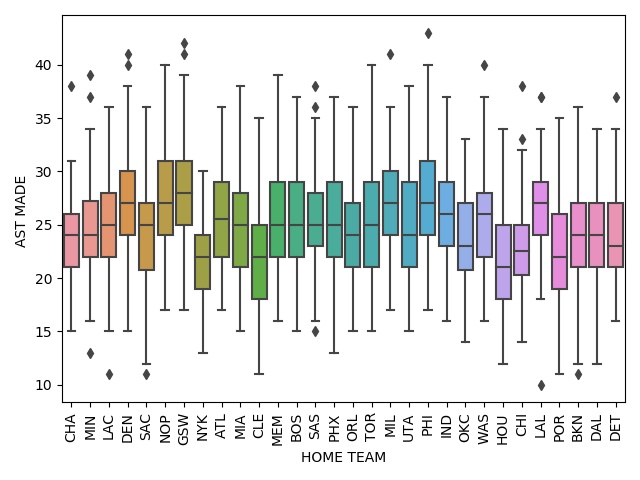 AST MADE
40
35
30
25
20
15
10
CHA MIN LAC DEN SAC NOP GSW NYK ATL MIA CLE MEM BOS SAS PHX ORL TOR MIL UTA PHI IND OKC WAS HOU CHI LAL POR BKN DAL DET
HOME TEAM